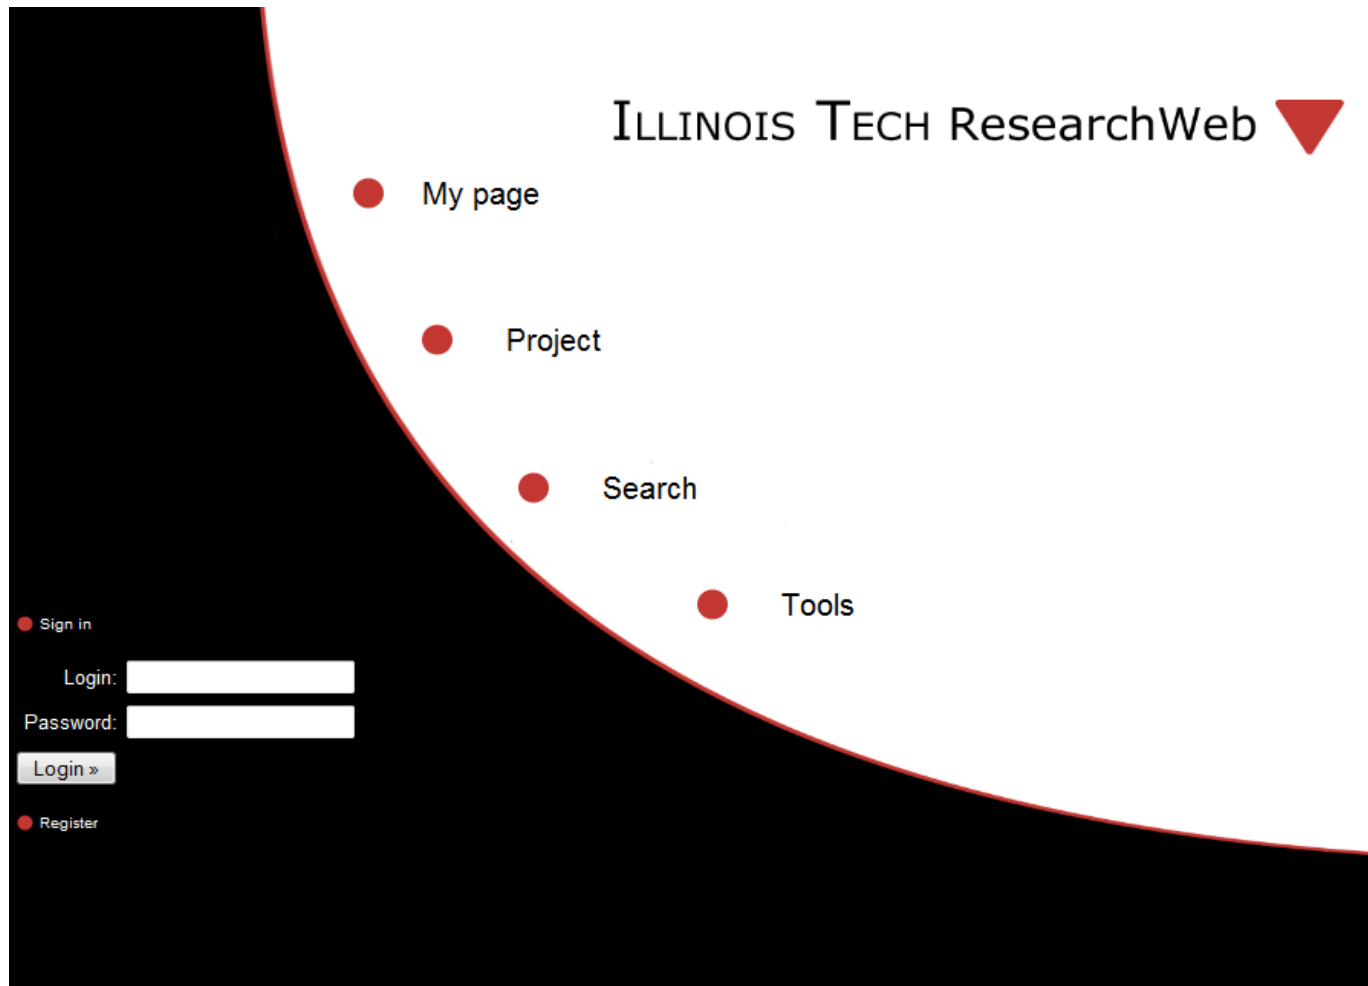 ILLINOIS TECH ResearchWeb
My page
Project
Search
Tools
Sign in
Login:
Password:
Login »
Register